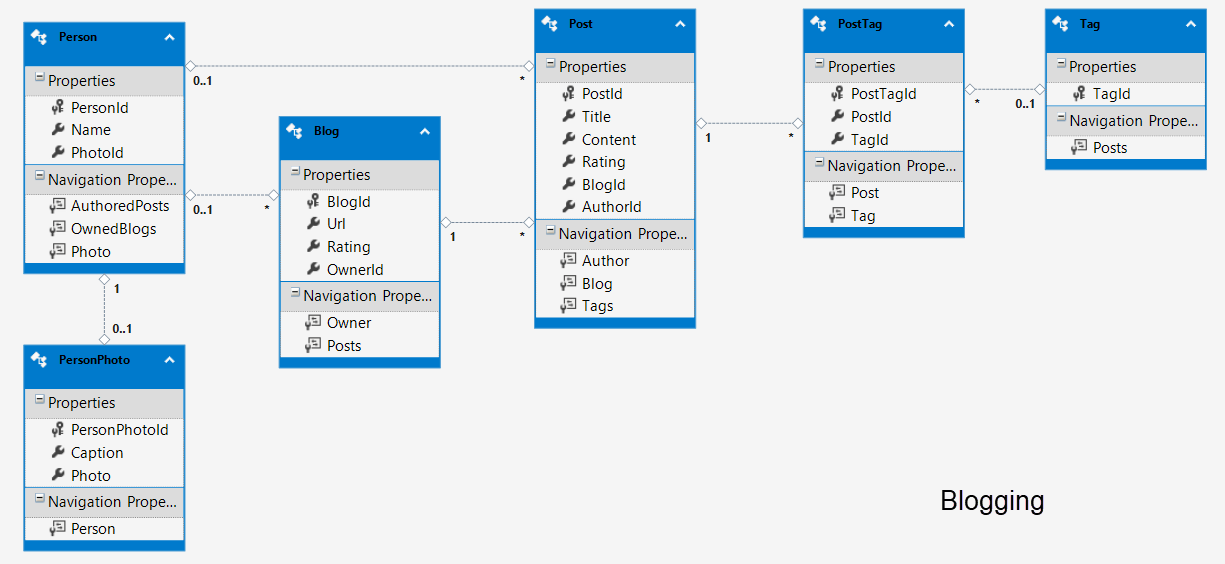 Person
Properties
PersonId
Name
PhotoId
Navigation Prope...
AuthoredPosts
OwnedBlogs
Photo
0..1
*
0..1
*
1
0..1
PersonPhoto
Properties
PersonPhotoId
Caption
Photo
Navigation Prope...
Person
Blog
Properties
BlogId
Url
Rating
OwnerId
Navigation Prope...
Owner
Posts
1
*
Post
Properties
PostId
Title
Content
Rating
BlogId
AuthorId
Navigation Prope...
Author
Blog
Tags
1
*
PostTag
Properties
PostTagId
PostId
TagId
Navigation Prope...
Post
Tag
*
0..1
Tag
Properties
TagId
Navigation Prope...
Posts
Blogging